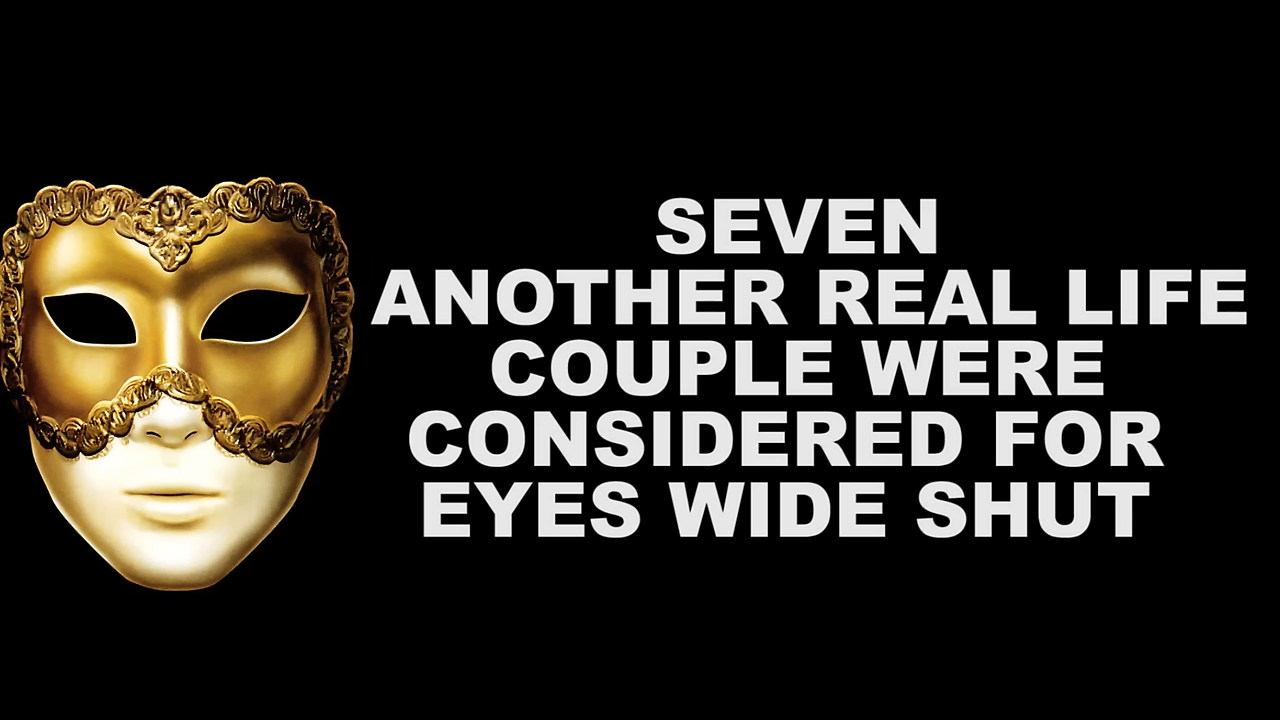 SEVEN
ANOTHER REAL LIFE
COUPLE WERE
CONSIDERED FOR
EYES WIDE SHUT